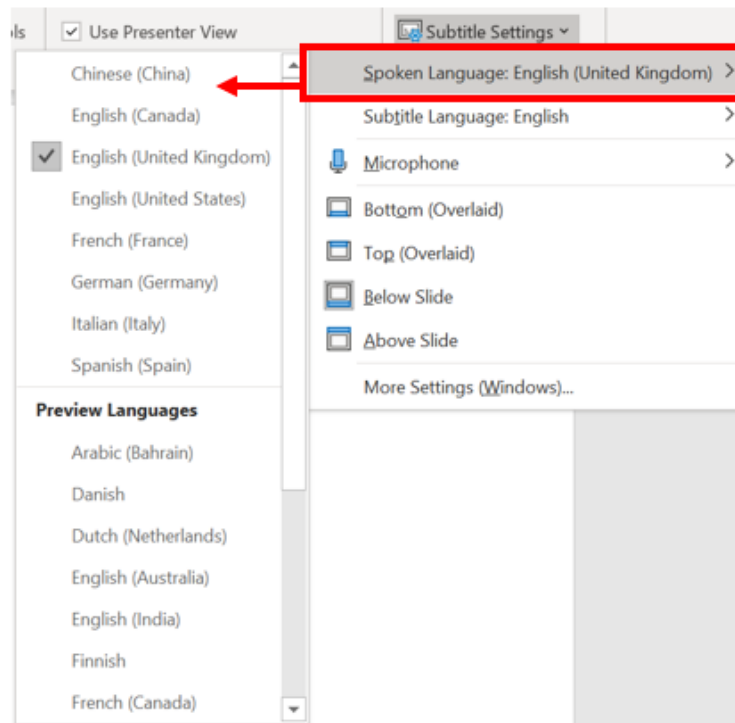 ls
Use Presenter View
Subtitle Settings
Chinese (China)
English (Canada)
English (United Kingdom)
English (United States)
French (France)
German (Germany)
Italian (Italy)
Spanish (Spain)
Preview Languages
Arabic (Bahrain)
Danish
Dutch (Netherlands)
English (Australia)
English (India)
Finnish
French (Canada)
Spoken Language: English (United Kingdom)
Subtitle Language: English
Microphone
Bottom (Overlaid)
Top (Overlaid)
Below Slide
Above Slide
More Settings (Windows)...